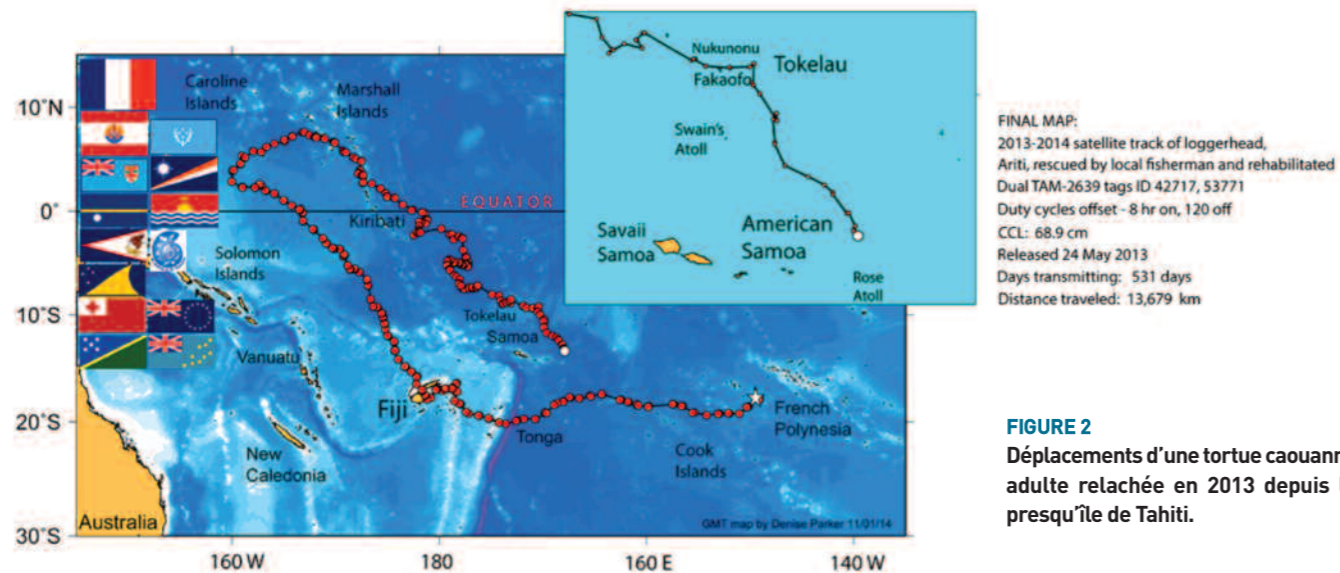 Caroline
Islands
Marshall
Islands
10°N
0°
10°S
20°S
30°S
EQUATOR
Kiribati
Solomon
Islands
Tokelau
Samoa
Vanuatu
Fiji
Tonga
Cook
Islands
French
Polynesia
New
Caledonia
Australia
GMT map by Denise Parker 11/01/14
160 W
180
160 E
140 W
Nukunonu
Tokelau
Fakaofo
Swain's
Atoll
American
Samoa
Savaii
Samoa
Rose
Atoll
FINAL MAP:
2013-2014 satellite track of loggerhead,
Ariti, rescued by local fisherman and rehabilitated
Dual TAM-2639 tags ID 42717, 53771
Duty cycles offset - 8 hr on, 120 off
CCL: 68.9 cm
Released 24 May 2013
Days transmitting: 531 days
Distance traveled: 13,679 km
FIGURE 2
Déplacements d'une tortue caouann
adulte relachée en 2013 depuis
presqu'île de Tahiti.